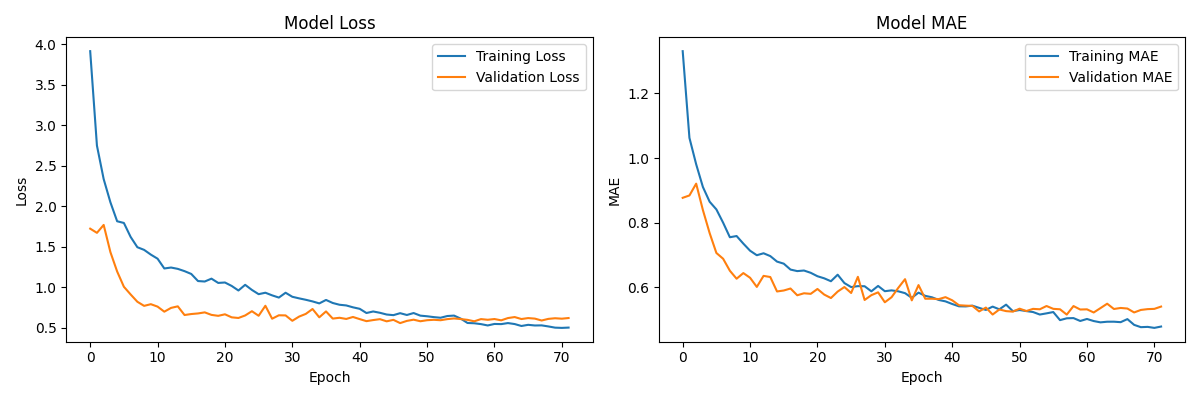 Model Loss
4.0
3.5
3.0
2.5
2.0
1.5
1.0
0.5
Loss
0 10 20 30 40 50 60 70
Epoch
Training Loss
Validation Loss
Model MAE
1.2
1.0
0.8
0.6
MAE
0 10 20 30 40 50 60 70
Epoch
Training MAE
Validation MAE